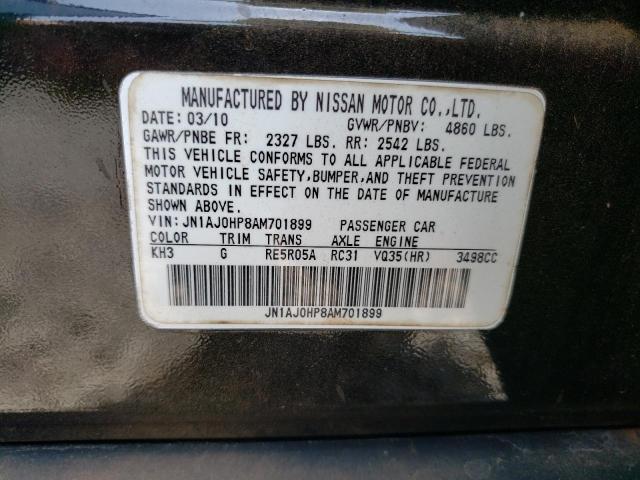 MANUFACTURED BY NISSAN MOTOR CO.,LTD.
DATE: 03/10 GVWR/PNBV: 4860 LBS.
GAWR/PNBE FR: 2327 LBS. RR: 2542 LBS.
THIS VEHICLE CONFORMS TO ALL APPLICABLE FEDERAL
MOTOR VEHICLE SAFETY,BUMPER,AND THEFT PREVENTION
STANDARDS IN EFFECT ON THE DATE OF MANUFACTURE
SHOWN ABOVE.
VIN: JN1AJ0HP8AM701899 PASSENGER CAR
COLOR TRIM TRANS AXLE ENGINE
KH3 G RE5R05A RC31 VQ35(HR) 3498CC
JN1AJ0HP8AM701899